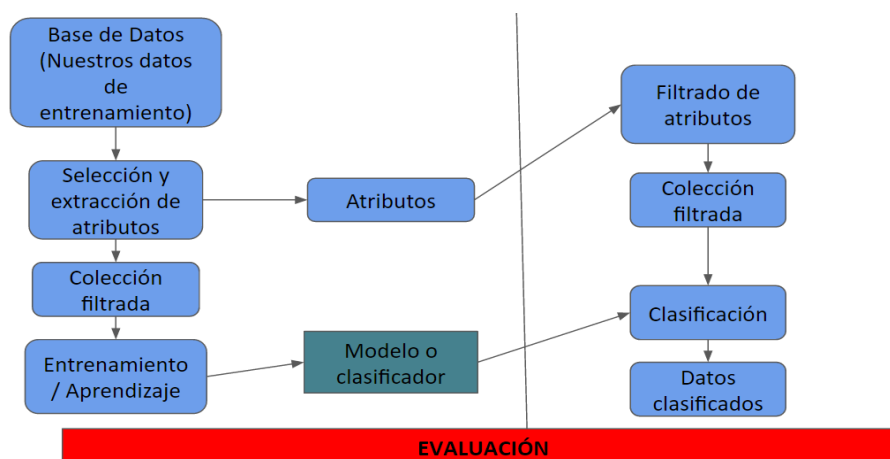 Base de Datos
(Nuestros datos
de
entrenamiento)
Selección y
extracción de
atributos
Colección
filtrada
Entrenamiento
/ Aprendizaje
Atributos
Modelo o
clasificador
Filtrado de
atributos
Colección
filtrada
Clasificación
Datos
clasificados
EVALUACIÓN